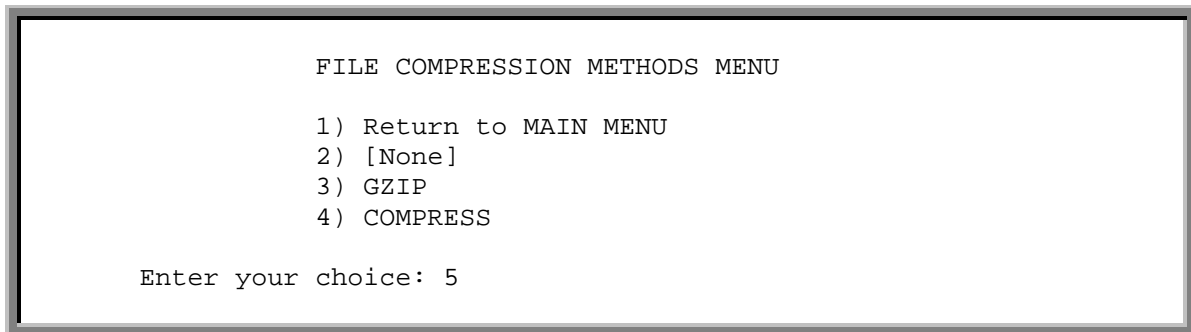 FILE COMPRESSION METHODS MENU
1) Return to MAIN MENU
2) [None]
3) GZIP
4) COMPRESS
Enter your choice: 5